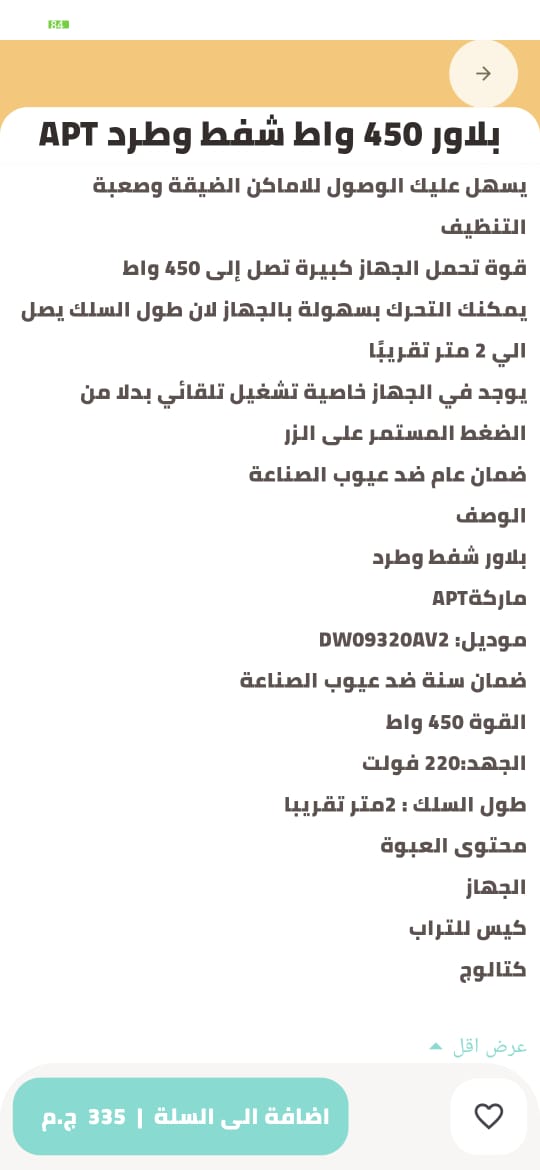 84
بلاور 450 واط شفط وطرد APT
يسهل عليك الوصول للاماكن الضيقة وصعبة
التنظيف
قوة تحمل الجهاز كبيرة تصل إلى 450 واط
يمكنك التحرك بسهولة بالجهاز لان طول السلك يصل
الي 2 متر تقريبًا
يوجد في الجهاز خاصية تشغيل تلقائي بدلا من
الضغط المستمر على الزر
ضمان عام ضد عيوب الصناعة
الوصف
بلاور شفط وطرد
ماركةAPT
موديل: DW09320AV2
ضمان سنة ضد عيوب الصناعة
القوة 450 واط
الجهد:220 فولت
طول السلك : 2متر تقريبا
محتوى العبوة
الجهاز
كيس للتراب
كتالوج
عرض اقل
اضافة الى السلة | 335 ج.م